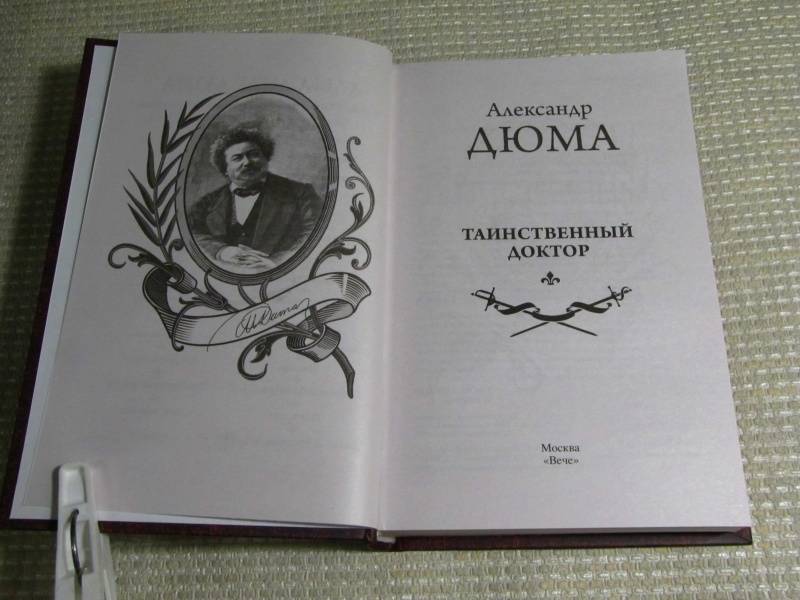 Александр
ДЮМА
ТАИНСТВЕННЫЙ
ДОКТОР
Москва
«Вече»